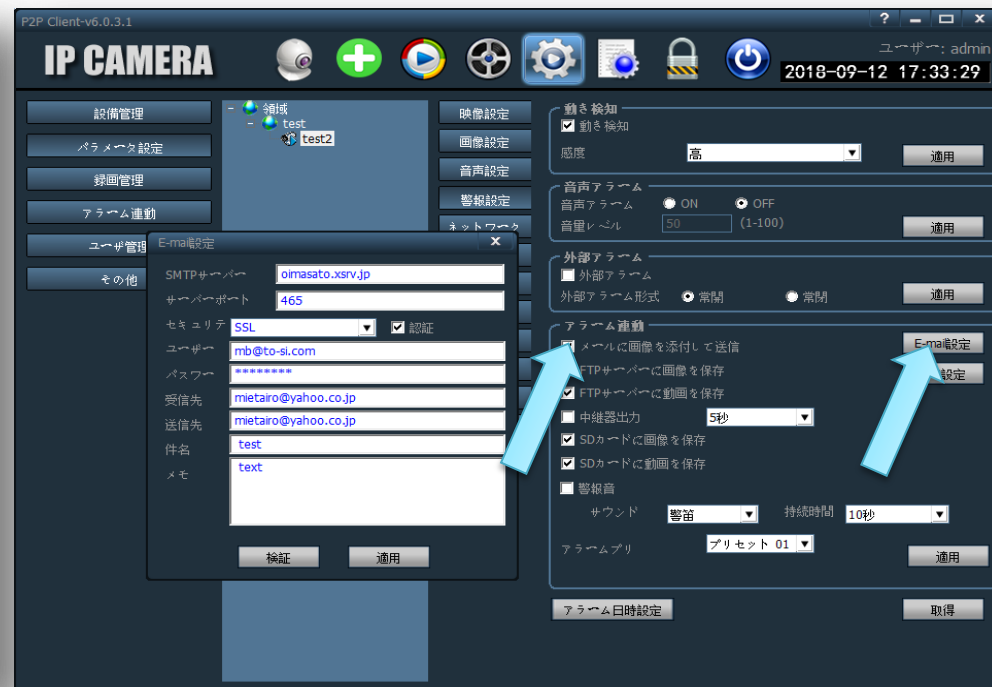 P2P Client-v6.0.3.1
IP CAMERA
ユーザー: admin
2018-09-12 17:33:29
設備管理
パラメータ設定
録画管理
アラーム連動
ユーザ管理
その他
領域
test
test2
映像設定
画像設定
音声設定
警報設定
ネットワーク
動き検知
動き検知
感度
高
適用
音声アラーム
音声アラーム
ON
OFF
音量レベル
50
(1-100)
適用
外部アラーム
外部アラーム
外部アラーム形式
常開
常閉
適用
アラーム連動
メールに画像を添付して送信
E-mail設定
FTPサーバーに画像を保存
設定
FTPサーバーに動画を保存
中継器出力
5秒
SDカードに画像を保存
SDカードに動画を保存
警報音
サウンド
警笛
持続時間
10秒
アラームプリ
プリセット 01
適用
アラーム日時設定
取得
E-mail設定
SMTPサーバー
oimasato.xsrv.jp
サーバーポート
465
セキュリテ
SSL
認証
ユーザー
mb@to-si.com
パスワー
********
受信先
mietairo@yahoo.co.jp
送信先
mietairo@yahoo.co.jp
件名
test
メモ
text
検証
適用